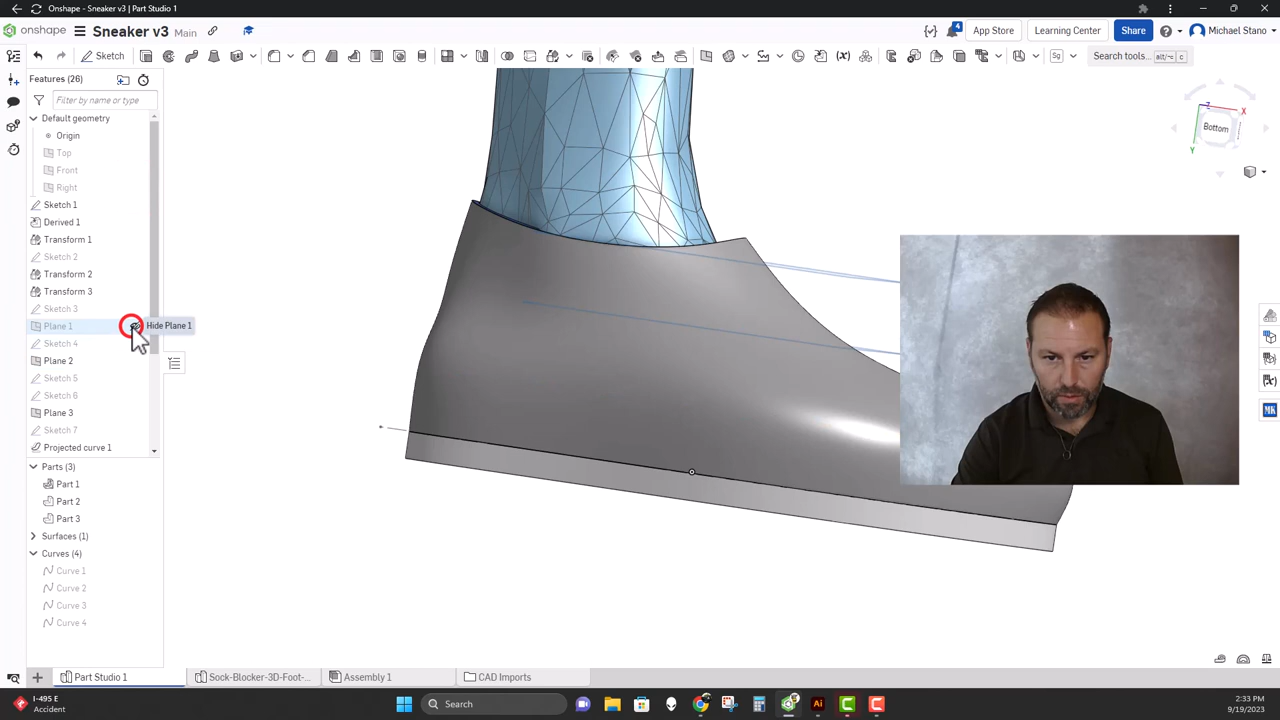 Onshape - Sneaker v3 | Part Studio 1
onshape
Sneaker v3
Main
4
App Store
Learning Center
Share
Michael Stano
Sketch
Search tools...
alt/⌥
c
Features (26)
Filter by name or type
Default geometry
Origin
Top
Front
Right
Sketch 1
Derived 1
Transform 1
Sketch 2
Transform 2
Transform 3
Sketch 3
Plane 1
Hide Plane 1
Sketch 4
Plane 2
Sketch 5
Sketch 6
Plane 3
Sketch 7
Projected curve 1
Parts (3)
Part 1
Part 2
Part 3
Surfaces (1)
Curves (4)
Curve 1
Curve 2
Curve 3
Curve 4
Z
X
Bottom
Y
Sg
(x)
MK
Part Studio 1
Sock-Blocker-3D-Foot-...
Assembly 1
CAD Imports
I-495 E
Accident
Search
Ai
2:33 PM
9/19/2023